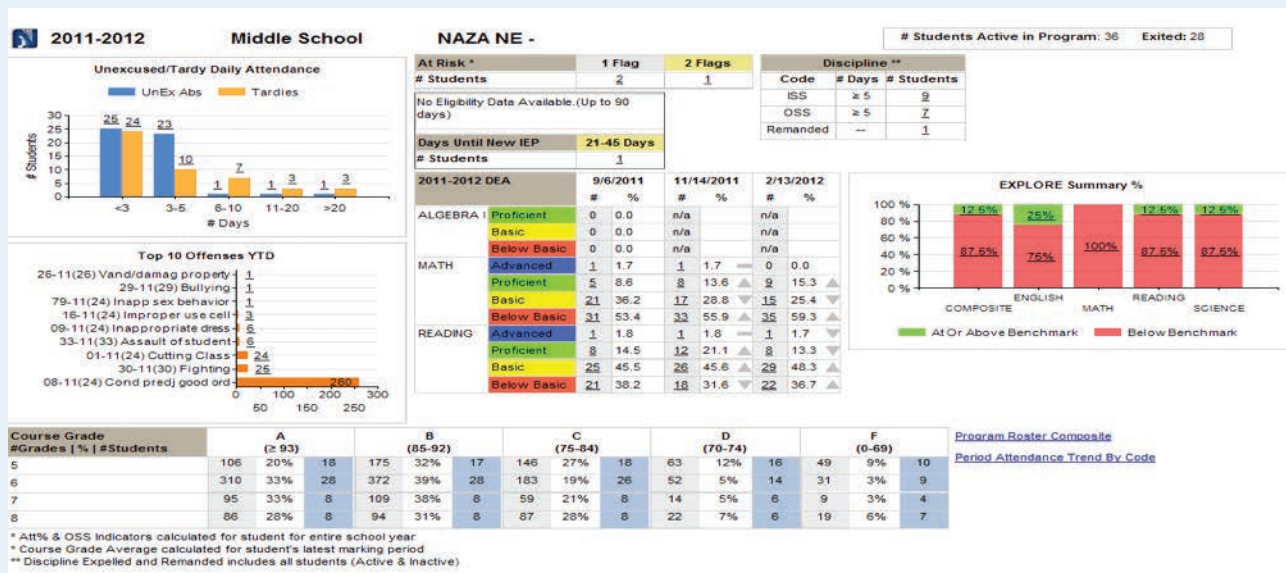 2011-2012 Middle School NAZA NE -
# Students Active in Program: 36 Exited: 28
Unexcused/Tardy Daily Attendance
UnEx Abs Tardies
# Students
30
25
20
15
10
5
0
25 24 23 10 1 7 1 3 1 3
<3 3-5 6-10 11-20 >20
# Days
Top 10 Offenses YTD
26-11(26) Vand/damag property 1
29-11(29) Bullying 1
79-11(24) Inapp sex behavior 1
16-11(24) Improper use cell 3
09-11(24) Inappropriate dress 6
33-11(33) Assault of student 6
01-11(24) Cutting Class 24
30-11(30) Fighting 25
08-11(24) Cond predj good ord 260
0 100 200 300
50 150 250
At Risk * 1 Flag 2 Flags
# Students 2 1
No Eligibility Data Available.(Up to 90
days)
Days Until New IEP 21-45 Days
# Students 1
Discipline **
Code # Days # Students
ISS ≥ 5 9
OSS ≥ 5 7
Remanded -- 1
2011-2012 DEA 9/6/2011 11/14/2011 2/13/2012
# % # % # %
ALGEBRA I Proficient 0 0.0 n/a n/a
Basic 0 0.0 n/a n/a
Below Basic 0 0.0 n/a n/a
MATH Advanced 1 1.7 1 1.7 0 0.0
Proficient 5 8.6 8 13.6 9 15.3
Basic 21 36.2 17 28.8 15 25.4
Below Basic 31 53.4 33 55.9 35 59.3
READING Advanced 1 1.8 1 1.8 1 1.7
Proficient 8 14.5 12 21.1 8 13.3
Basic 25 45.5 26 45.6 29 48.3
Below Basic 21 38.2 18 31.6 22 36.7
EXPLORE Summary %
100 %
80 %
60 %
40 %
20 %
0 %
12.5% 25% 12.5% 12.5%
87.5% 75% 100% 87.5% 87.5%
ENGLISH READING
COMPOSITE MATH SCIENCE
At Or Above Benchmark Below Benchmark
Course Grade A B C D F
#Grades | % | #Students (≥ 93) (85-92) (75-84) (70-74) (0-69)
5 106 20% 18 175 32% 17 146 27% 18 63 12% 16 49 9% 10
6 310 33% 28 372 39% 28 183 19% 26 52 5% 14 31 3% 9
7 95 33% 8 109 38% 8 59 21% 8 14 5% 6 9 3% 4
8 86 28% 8 94 31% 8 87 28% 8 22 7% 6 19 6% 7
Program Roster Composite
Period Attendance Trend By Code
* Att% & OSS Indicators calculated for student for entire school year
* Course Grade Average calculated for student's latest marking period
** Discipline Expelled and Remanded includes all students (Active & Inactive)